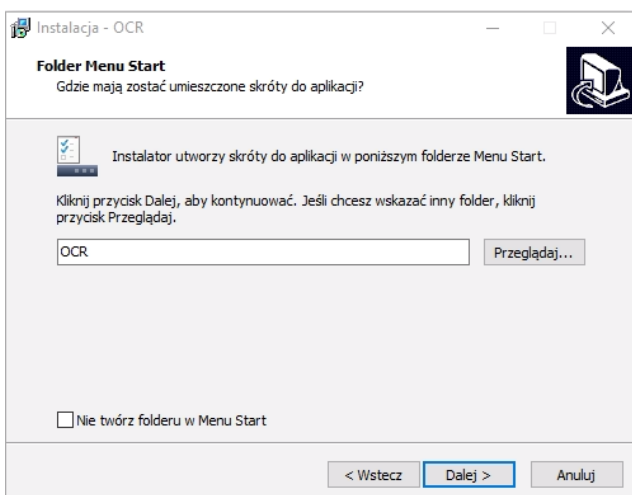 Instalacja - OCR
Folder Menu Start
Gdzie mają zostać umieszczone skróty do aplikacji?
Instalator utworzy skróty do aplikacji w poniższym folderze Menu Start.
Kliknij przycisk Dalej, aby kontynuować. Jeśli chcesz wskazać inny folder, kliknij
przycisk Przeglądaj.
OCR
Przeglądaj...
Nie twórz folderu w Menu Start
< Wstecz
Dalej >
Anuluj